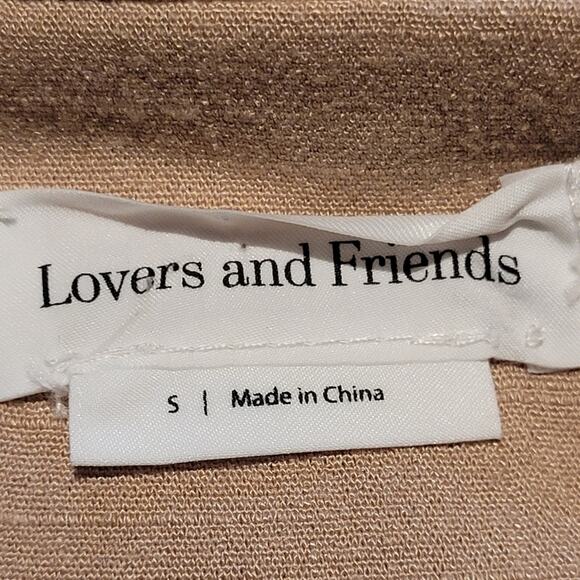 Lovers and Friends
S | Made in China